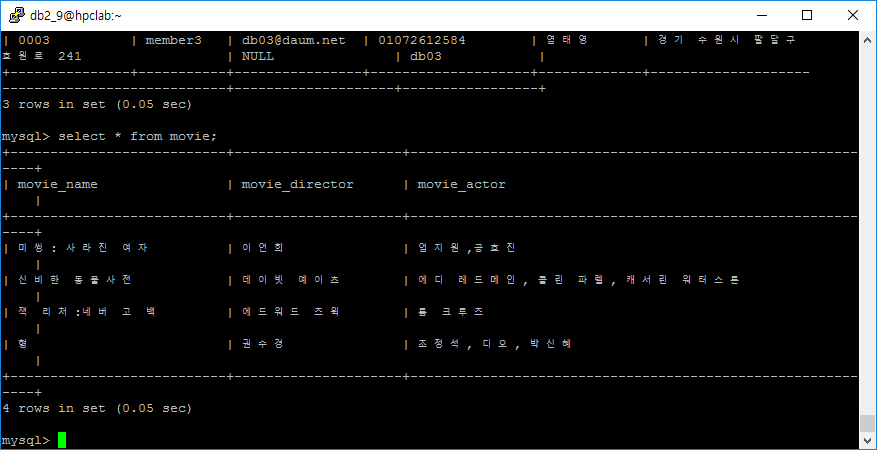 db2_9@hpclab:~
| 0003 | member3 | db03@daum.net | 01072612584 | 염태영 | 경기 수원시 팔달구
효원로 241 | NULL | db03 |
+---------------+-----------+----------------+--------------------+-------------+--------------------
----------------------------+---------------------+-----------------+
3 rows in set (0.05 sec)
mysql> select * from movie;
+---------------------------+---------------------+--------------------------------------------------------
----+
| movie_name | movie_director | movie_actor
|
+---------------------------+---------------------+--------------------------------------------------------
----+
| 미씽: 사라진 여자 | 이언희 | 엄지원,공효진
|
| 신비한 동물사전 | 데이빗 예이츠 | 에디 레드메인, 콜린 파렐, 캐서린 워터스톤
|
| 잭 리처:네버 고 백 | 에드워드 즈윅 | 톰 크루즈
|
| 형 | 권수경 | 조정석, 디오, 박신혜
|
+---------------------------+---------------------+--------------------------------------------------------
----+
4 rows in set (0.05 sec)
mysql>